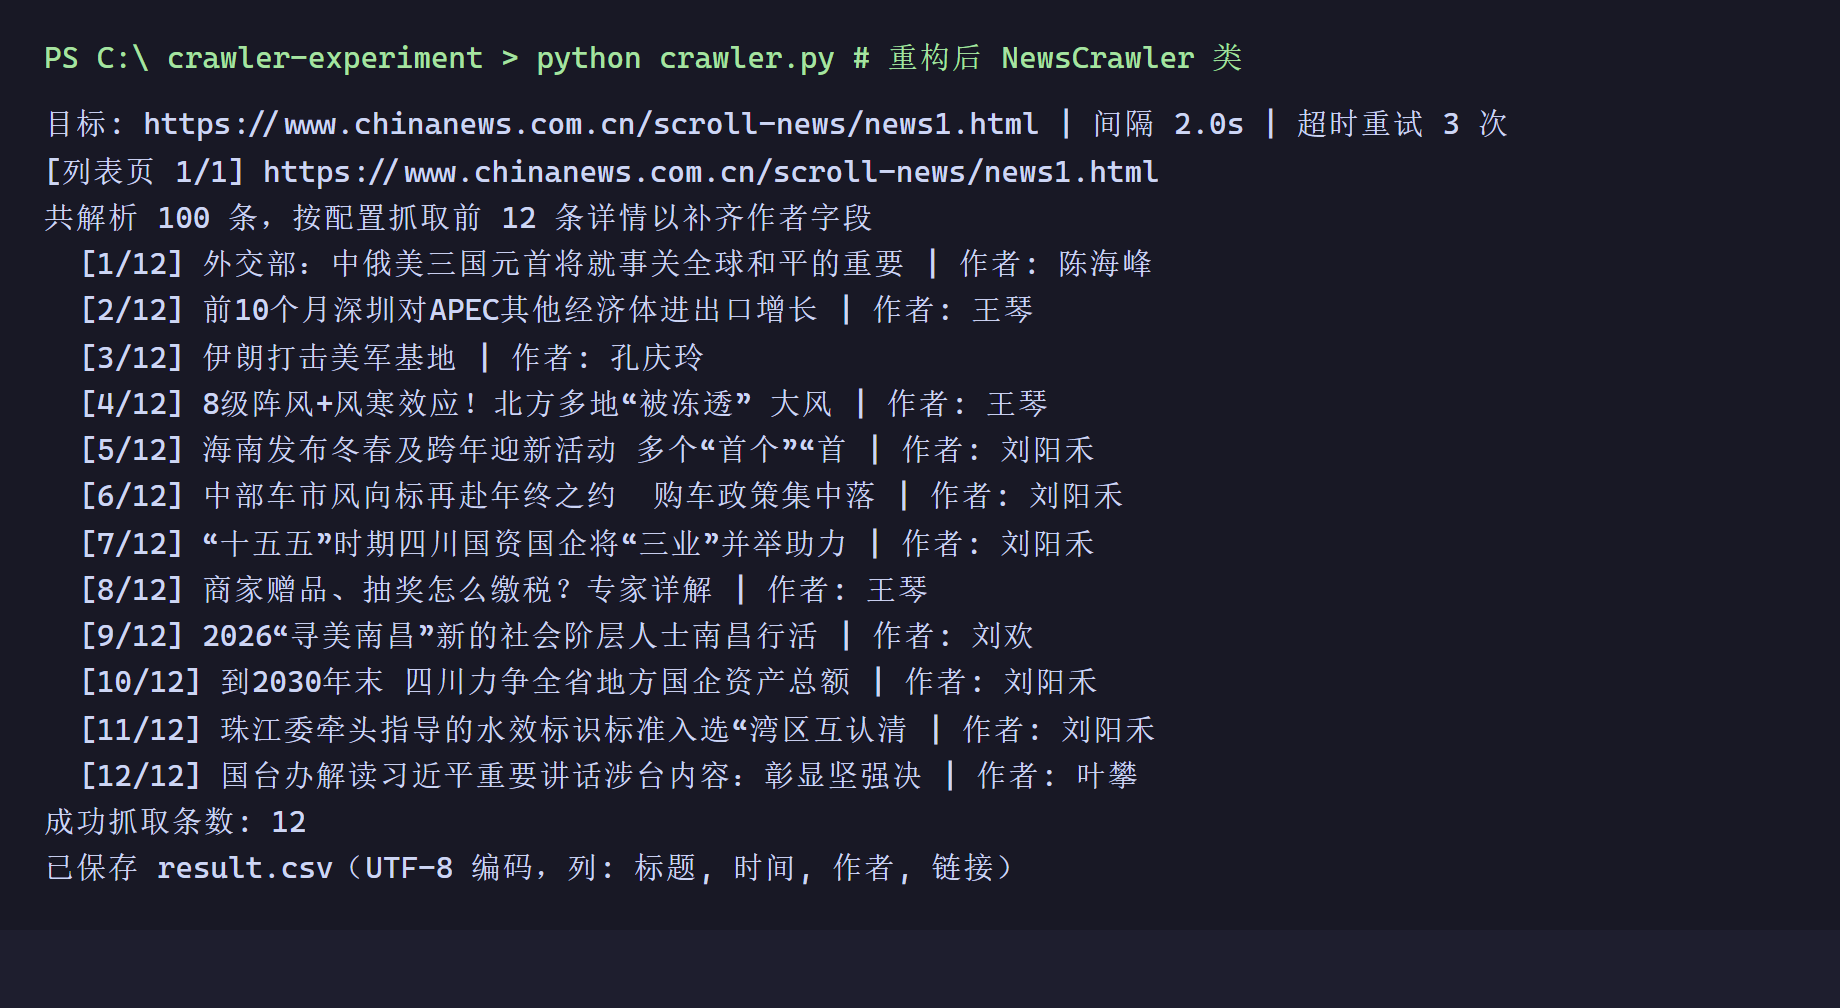 PS C:\ crawler-experiment > python crawler.py # 重构后 NewsCrawler 类
目标: https://www.chinanews.com.cn/scroll-news/news1.html | 间隔 2.0s | 超时重试 3 次
[列表页 1/1] https://www.chinanews.com.cn/scroll-news/news1.html
共解析 100 条，按配置抓取前 12 条详情以补齐作者字段
[1/12] 外交部：中俄美三国元首将就事关全球和平的重要 | 作者: 陈海峰
[2/12] 前10个月深圳对APEC其他经济体进出口增长 | 作者: 王琴
[3/12] 伊朗打击美军基地 | 作者: 孔庆玲
[4/12] 8级阵风+风寒效应！北方多地“被冻透” 大风 | 作者: 王琴
[5/12] 海南发布冬春及跨年迎新活动 多个“首个”“首 | 作者: 刘阳禾
[6/12] 中部车市风向标再赴年终之约  购车政策集中落 | 作者: 刘阳禾
[7/12] “十五五”时期四川国资国企将“三业”并举助力 | 作者: 刘阳禾
[8/12] 商家赠品、抽奖怎么缴税？专家详解 | 作者: 王琴
[9/12] 2026“寻美南昌”新的社会阶层人士南昌行活 | 作者: 刘欢
[10/12] 到2030年末 四川力争全省地方国企资产总额 | 作者: 刘阳禾
[11/12] 珠江委牵头指导的水效标识标准入选“湾区互认清 | 作者: 刘阳禾
[12/12] 国台办解读习近平重要讲话涉台内容：彰显坚强决 | 作者: 叶攀
成功抓取条数: 12
已保存 result.csv（UTF-8 编码，列: 标题, 时间, 作者, 链接）